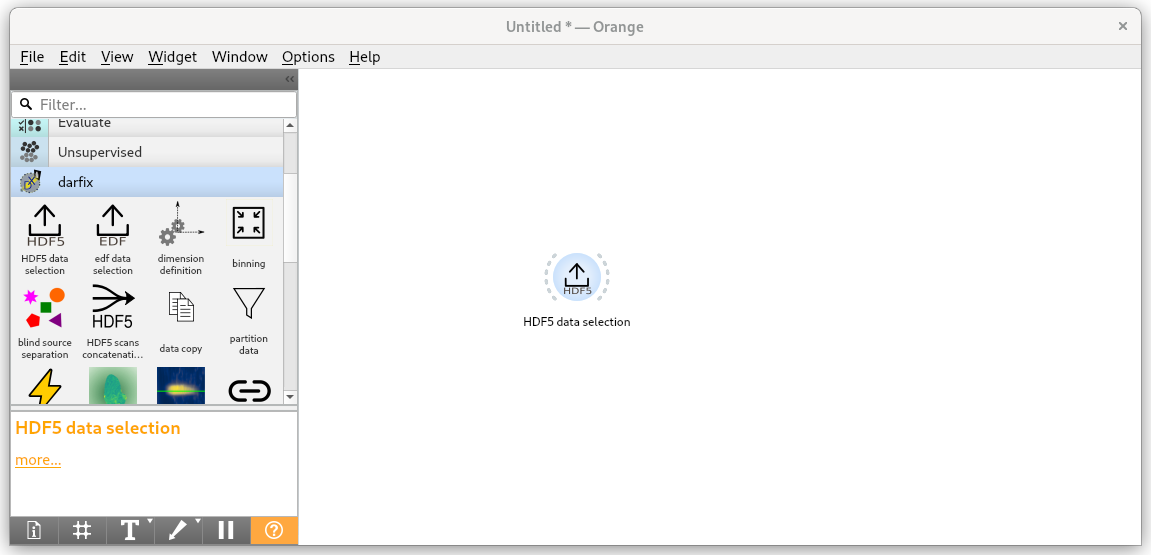 Untitled * — Orange
File Edit View Widget Window Options Help
Filter...
Evaluate
Unsupervised
darfix
HDF5
EDF
HDF5 data selection
edf data selection
dimension definition
binning
HDF5
blind source separation
HDF5 scans concatenati...
data copy
partition data
HDF5
HDF5 data selection
HDF5 data selection
more...
T